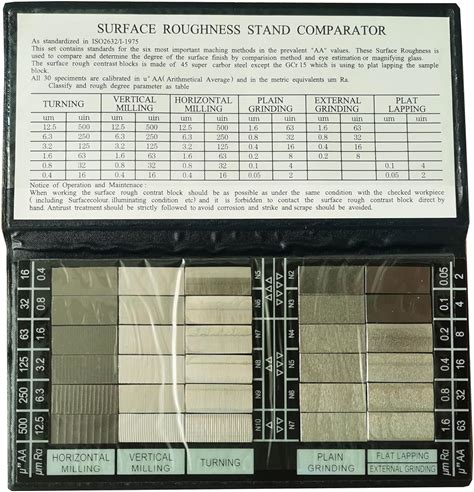 SURFACE ROUGHNESS STAND COMPARATOR
As standardized in ISO2632/I-1975
This set contains standards for the six most important maching methods in the prevalent "AA" values. These Surface Roughness is
used to compare and determine the degree of the surface finish by comparision method and eye estimation or magnifying glass.
The surface rough contrast blocks is made of 45 super carbor steel except the GCr15 which is using to plat lapping the sample
block.
All 30 specimens are calibrated in u" AA(Arithmetical Average) and in the metric equivalents um Ra.
Classify and rough degree parameter as table
TURNING VERTICAL MILLING HORIZONTAL MILLING PLAIN GRINDING EXTERNAL GRINDING PLAT LAPPING
um uin um uin um uin um uin um uin um uin
12.5 500 12.5 500 12.5 500 1.6 63 1.6 63
6.3 250 6.3 250 6.3 250 0.8 32 0.8 32
3.2 125 3.2 125 3.2 125 0.4 16 0.4 16
1.6 63 1.6 63 1.6 63 0.2 8 0.2 8
0.8 32 0.8 32 0.8 32 0.1 4 0.1 4
0.4 16 0.4 16 0.4 16 0.05 2 0.05 2
Notice of Operation and Maintenace:
When working the surface rough contrast block should be as possible as under the same condition with the checked workpiece
(including Surfacecolour.illuminating condition etc) and it is forbidden to contact the surface rough contrast block direct by
hand. Antirust treatment should be strictly followed to avoid corrosion and strike and scrape should be avoided.
16 0.4 N5 N2 0.05 2
32 0.8 N6 N3 0.1 4
63 1.6 N7 N4 0.2 8
125 3.2 N8 N5 0.4 16
250 6.3 N9 N6 0.8 32
500 12.5 N10 N7 1.6 63
µ"AA µm Ra HORIZONTAL MILLING VERTICAL MILLING TURNING PLAIN GRINDING FLAT LAPPING EXTERNAL GRINDING µm Ra µ"AA